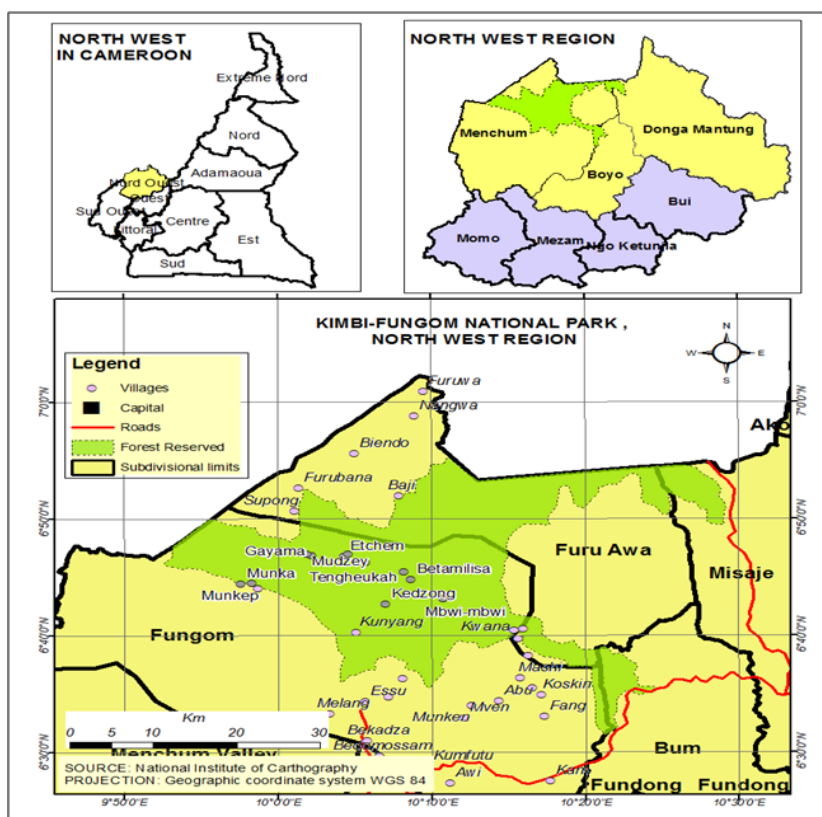 NORTH WEST
IN CAMEROON
Extreme Nord
Nord
Adamaoua
Nord Ouest
Ouest
Sud Ouest
Centre
Littoral
Est
Sud
NORTH WEST REGION
Menchum
Donga Mantung
Boyo
Bui
Momo
Mezam
Ngo Ketunjia
KIMBI-FUNGOM NATIONAL PARK ,
NORTH WEST REGION
N
W E
S
Legend
Villages
Capital
Roads
Forest Reserved
Subdivisional limits
7°0'0"N
6°50'0"N
6°40'0"N
6°30'0"N
7°0'0"N
6°50'0"N
6°40'0"N
6°30'0"N
Furuwa
Nangwa
Ako
Biendo
Furubana
Baji
Supong
Etchem
Gayama
Mudzey
Furu Awa
Betamilisa
Tengheukah
Misaje
Munka
Munkep
Kedzong
Mbwi-mbwi
Kunyang
Kwana
Fungom
Mashi
Essu
Koskin
Abu
Melang
Mven
Munken
Fang
Bekadza
Bum
Menchum Valley
Kumfutu
Awi
Fundong
Fundong
Km
0 5 10 20 30
SOURCE: National Institute of Carthography
PR0JECTION: Geographic coordinate system WGS 84
9°50'0"E 10°0'0"E 10°10'0"E 10°20'0"E 10°30'0"E